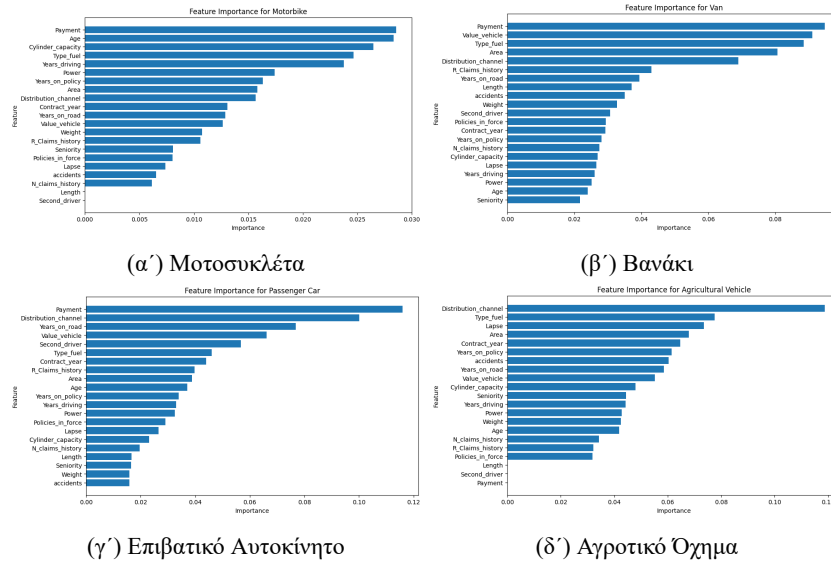 Feature Importance for Motorbike
Feature
Payment
Age
Cylinder_capacity
Type_fuel
Years_driving
Power
Years_on_policy
Area
Distribution_channel
Contract_year
Years_on_road
Value_vehicle
Weight
R_Claims_history
Seniority
Policies_in_force
Lapse
accidents
N_claims_history
Length
Second_driver
0.000 0.005 0.010 0.015 0.020 0.025 0.030
Importance
(α΄) Μοτοσυκλέτα
Feature Importance for Van
Feature
Payment
Value_vehicle
Type_fuel
Area
Distribution_channel
R_Claims_history
Years_on_road
Length
accidents
Weight
Second_driver
Policies_in_force
Contract_year
Years_on_policy
N_claims_history
Cylinder_capacity
Lapse
Years_driving
Power
Age
Seniority
0.00 0.02 0.04 0.06 0.08
Importance
(β΄) Βανάκι
Feature Importance for Passenger Car
Feature
Payment
Distribution_channel
Years_on_road
Value_vehicle
Second_driver
Type_fuel
Contract_year
R_Claims_history
Area
Age
Years_on_policy
Years_driving
Power
Policies_in_force
Lapse
Cylinder_capacity
N_claims_history
Length
Seniority
Weight
accidents
0.00 0.02 0.04 0.06 0.08 0.10 0.12
Importance
(γ΄) Επιβατικό Αυτοκίνητο
Feature Importance for Agricultural Vehicle
Feature
Distribution_channel
Type_fuel
Lapse
Area
Contract_year
Years_on_policy
accidents
Years_on_road
Value_vehicle
Cylinder_capacity
Seniority
Years_driving
Power
Weight
Age
N_claims_history
R_Claims_history
Policies_in_force
Length
Second_driver
Payment
0.00 0.02 0.04 0.06 0.08 0.10
Importance
(δ΄) Αγροτικό Όχημα